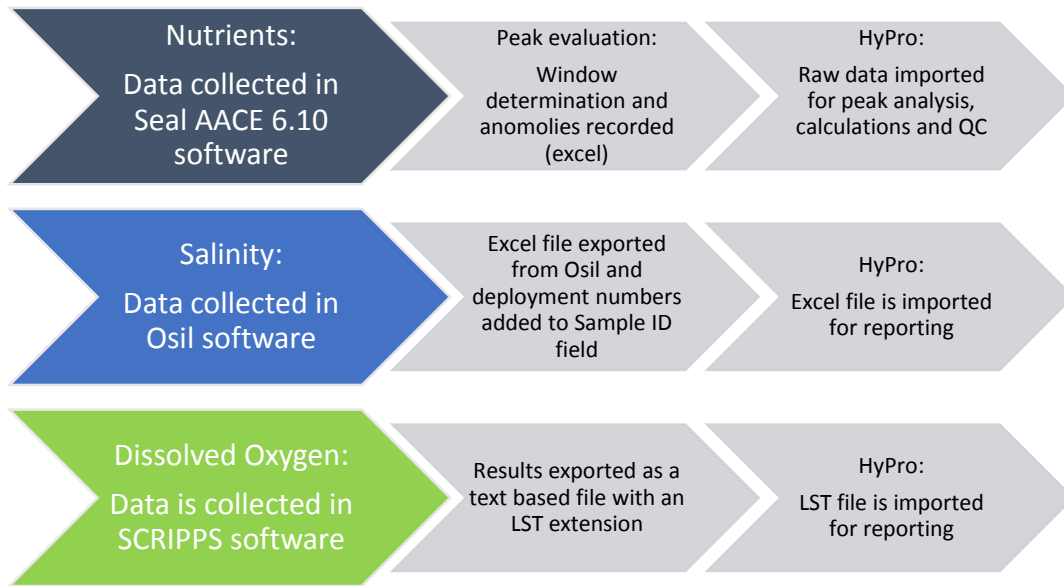 Nutrients:
Data collected in
Seal AACE 6.10
software
Peak evaluation:
Window
determination and
anomolies recorded
(excel)
HyPro:
Raw data imported
for peak analysis,
calculations and QC
Salinity:
Data collected in
Osil software
Excel file exported
from Osil and
deployment numbers
added to Sample ID
field
HyPro:
Excel file is imported
for reporting
Dissolved Oxygen:
Data is collected in
SCRIPPS software
Results exported as a
text based file with an
LST extension
HyPro:
LST file is imported
for reporting